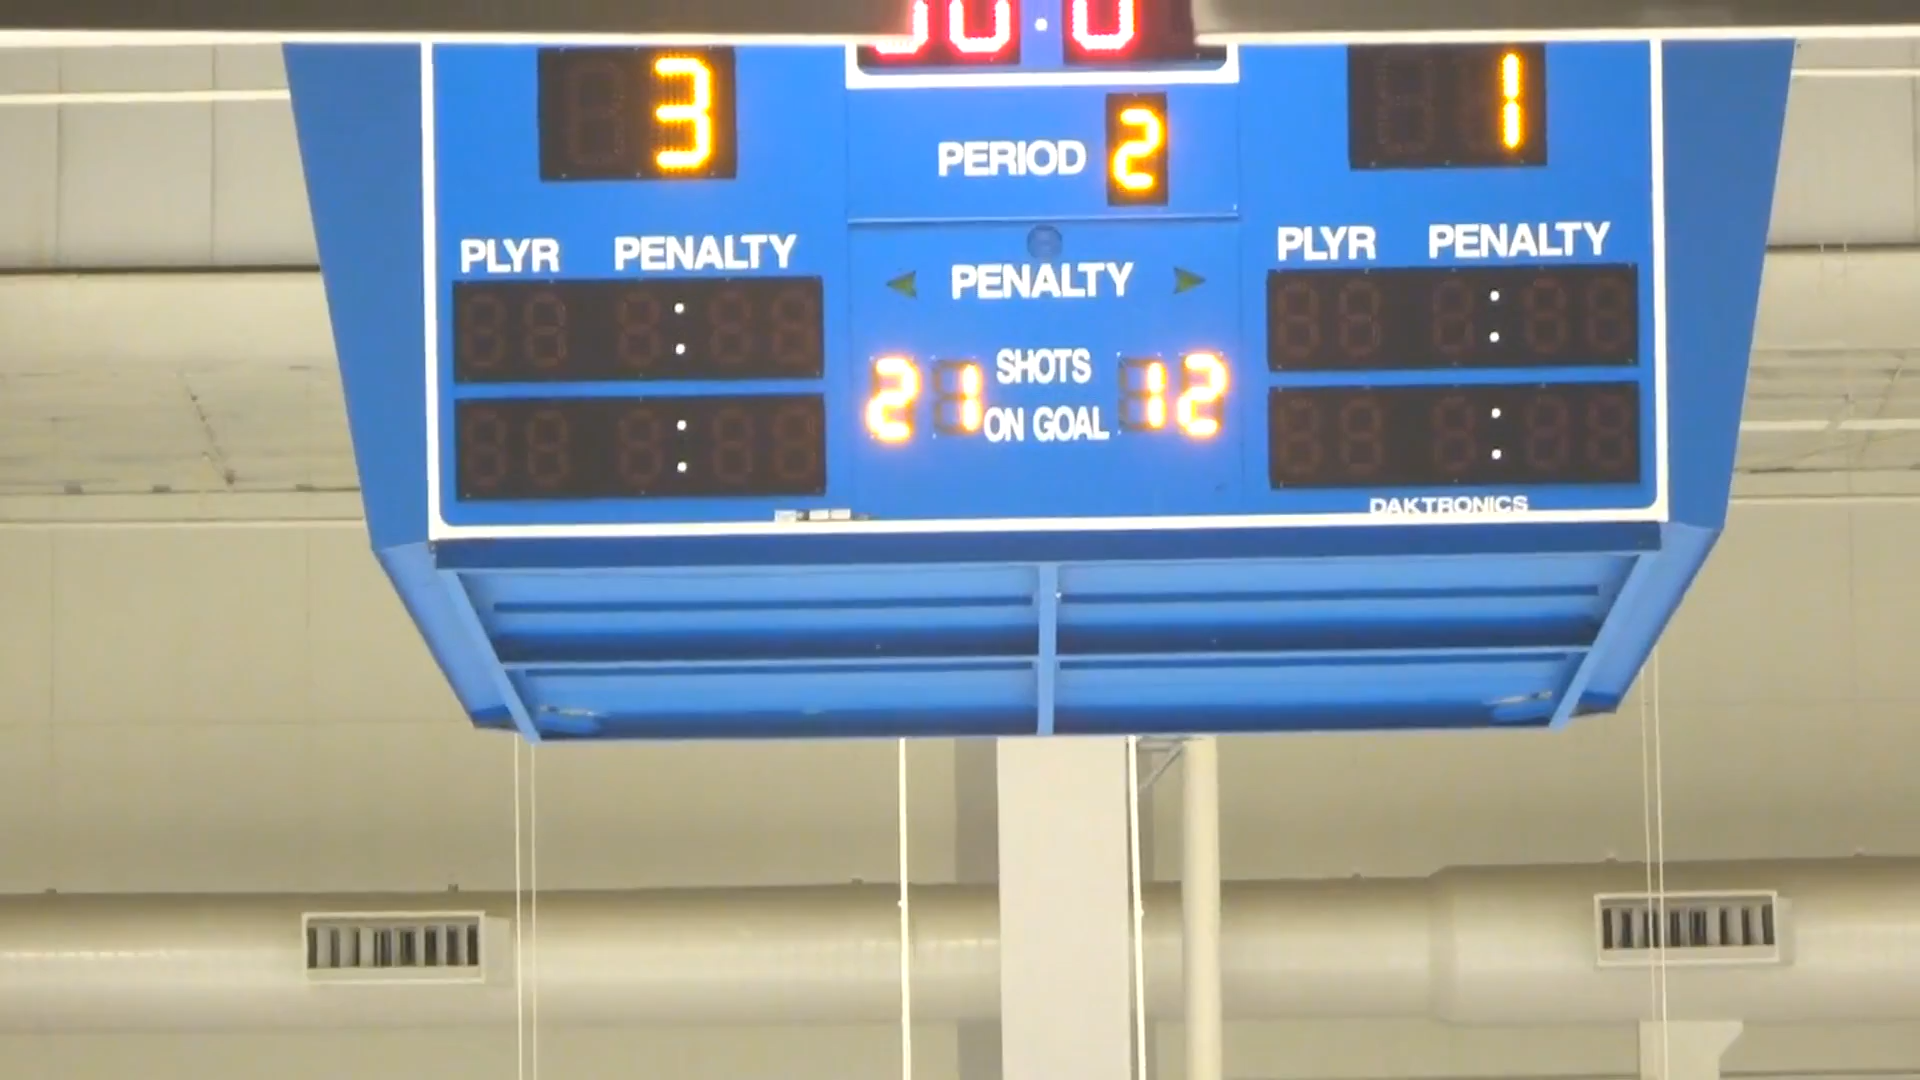 3 1
PERIOD 2
PLYR PENALTY
PLYR PENALTY
PENALTY
21 SHOTS ON GOAL 12
DAKTRONICS